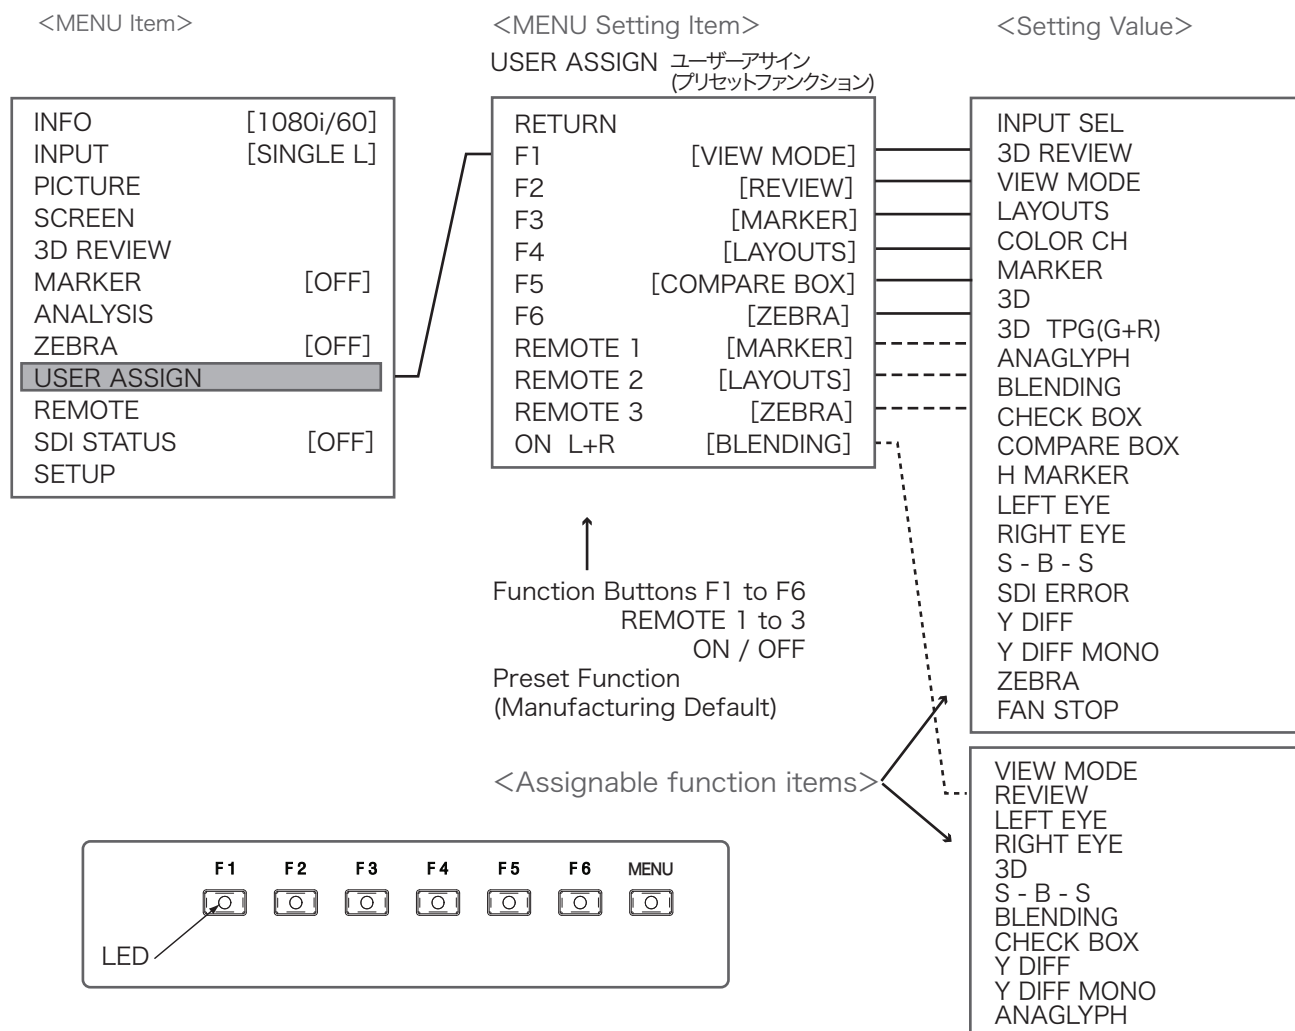 <MENU Item>
INFO [1080i/60]
INPUT [SINGLE L]
PICTURE
SCREEN
3D REVIEW
MARKER [OFF]
ANALYSIS
ZEBRA [OFF]
USER ASSIGN
REMOTE
SDI STATUS [OFF]
SETUP
<MENU Setting Item>
USER ASSIGN ユーザーアサイン
(プリセットファンクション)
RETURN
F1 [VIEW MODE]
F2 [REVIEW]
F3 [MARKER]
F4 [LAYOUTS]
F5 [COMPARE BOX]
F6 [ZEBRA]
REMOTE 1 [MARKER]
REMOTE 2 [LAYOUTS]
REMOTE 3 [ZEBRA]
ON L+R [BLENDING]
Function Buttons F1 to F6
REMOTE 1 to 3
ON / OFF
Preset Function
(Manufacturing Default)
<Assignable function items>
<Setting Value>
INPUT SEL
3D REVIEW
VIEW MODE
LAYOUTS
COLOR CH
MARKER
3D
3D TPG(G+R)
ANAGLYPH
BLENDING
CHECK BOX
COMPARE BOX
H MARKER
LEFT EYE
RIGHT EYE
S - B - S
SDI ERROR
Y DIFF
Y DIFF MONO
ZEBRA
FAN STOP
VIEW MODE
REVIEW
LEFT EYE
RIGHT EYE
3D
S - B - S
BLENDING
CHECK BOX
Y DIFF
Y DIFF MONO
ANAGLYPH
F1 F2 F3 F4 F5 F6 MENU
LED